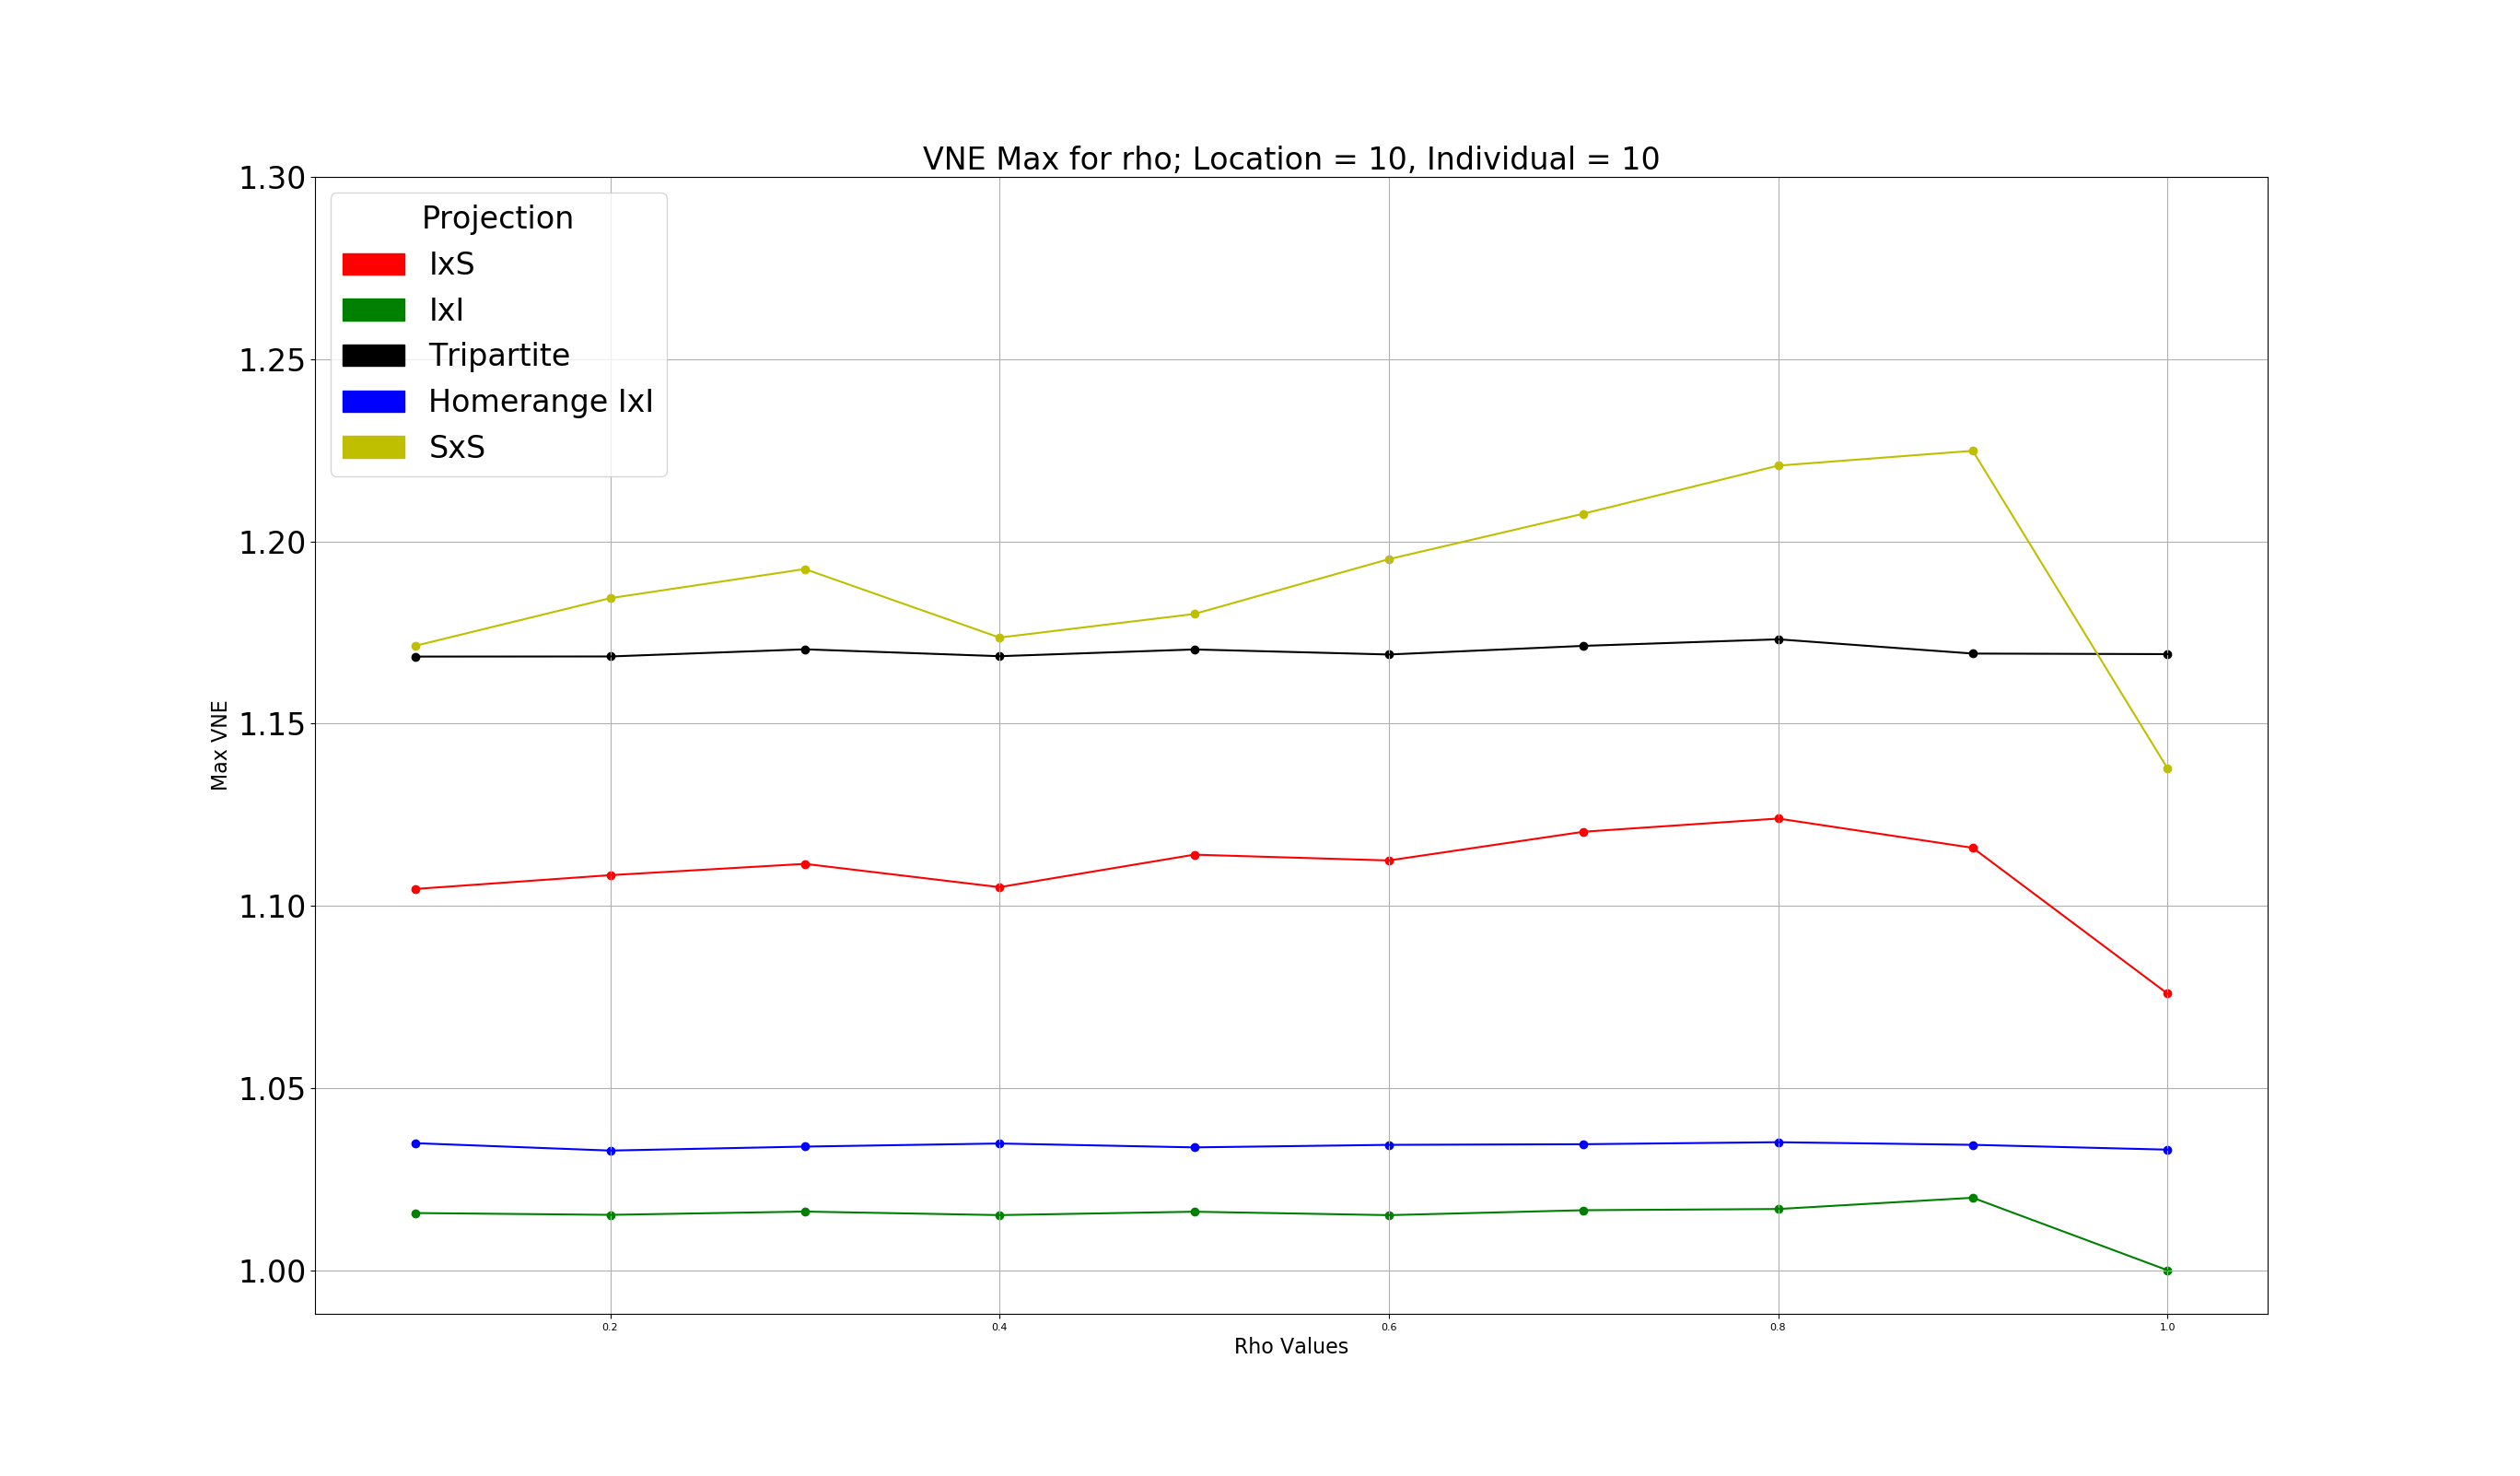 VNE Max for rho; Location = 10, Individual = 10
1.30
1.25
1.20
1.15
1.10
1.05
1.00
Max VNE
Projection
IxS
IxI
Tripartite
Homerange IxI
SxS
0.2 0.4 0.6 0.8 1.0
Rho Values